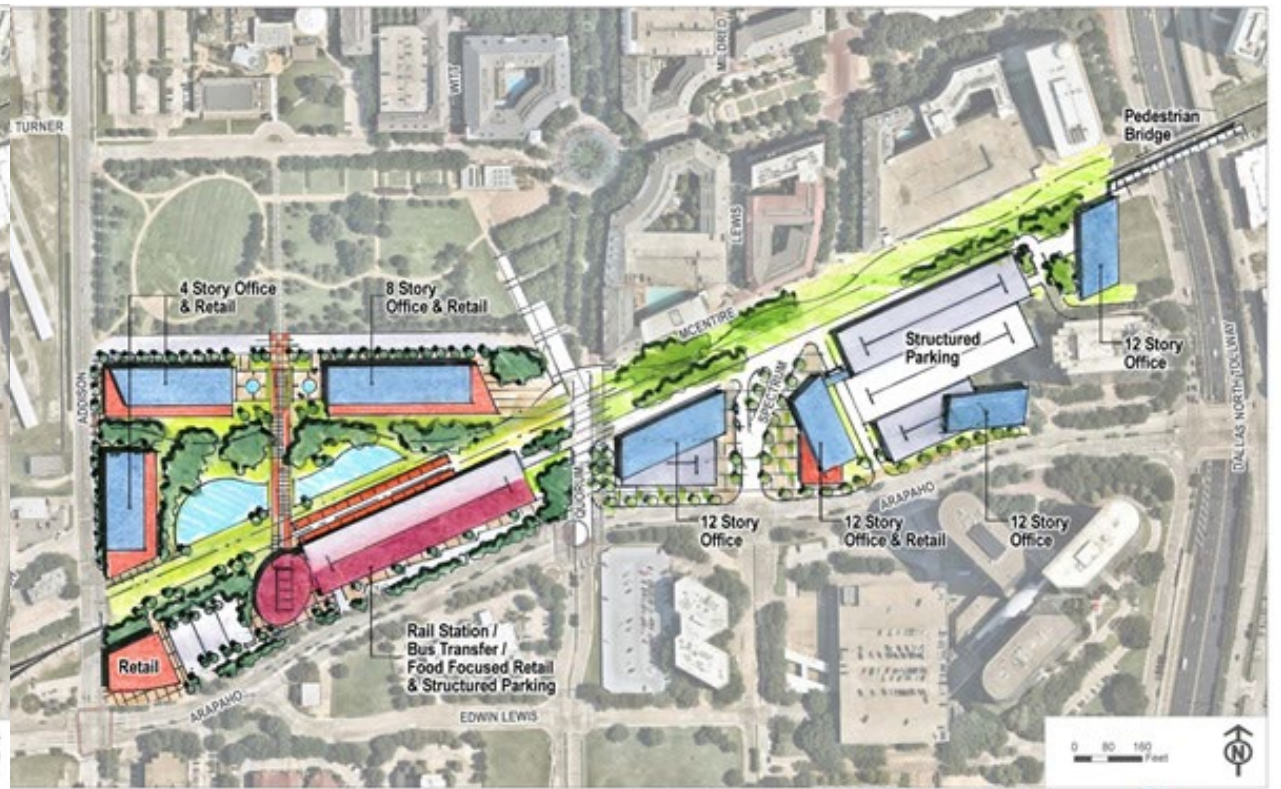 TURNER
WITT
MILDRED
Pedestrian
Bridge
LEWIS
4 Story Office
& Retail
8 Story
Office & Retail
MCENTIRE
Structured
Parking
12 Story
Office
ADDISON
SPECTRUM
DALLAS NORTH TOLLWAY
QUORUM
ARAPAHO
12 Story
Office
12 Story
Office & Retail
12 Story
Office
Rail Station /
Bus Transfer /
Food Focused Retail
& Structured Parking
Retail
ARAPAHO
EDWIN LEWIS
0 80 160
Feet
N